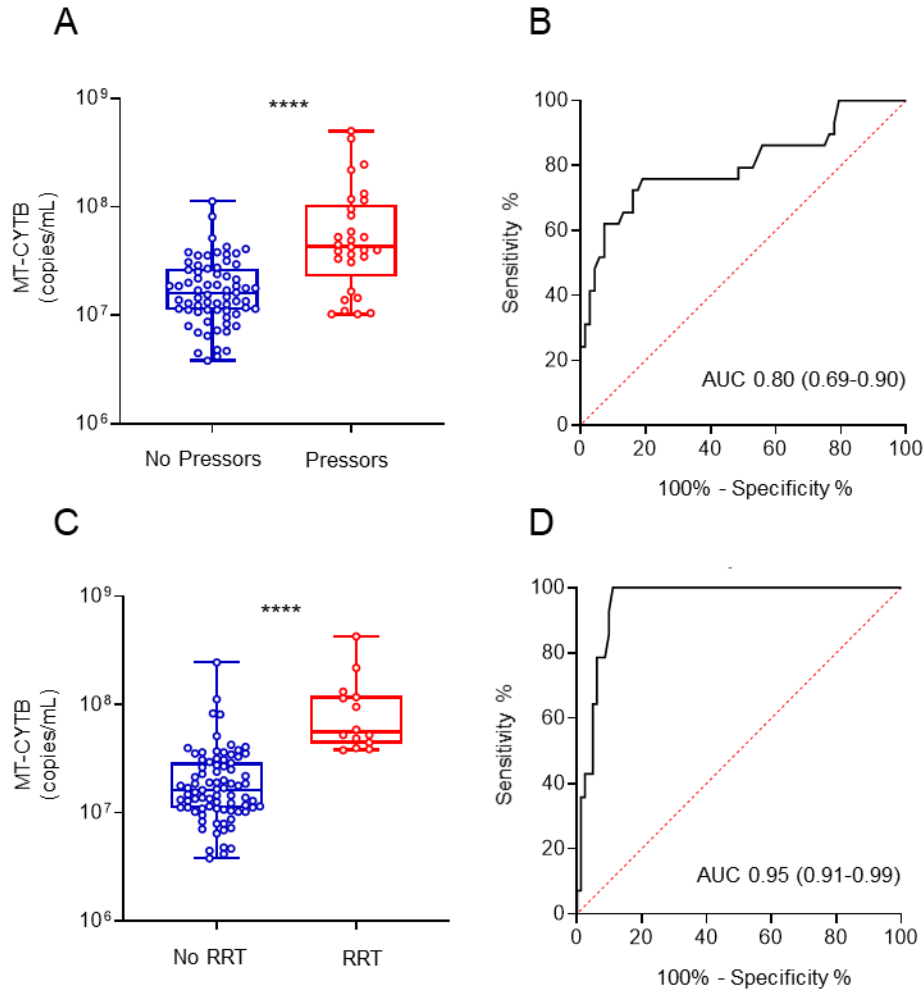 A
MT-CYTB
(copies/mL)
10⁹
10⁸
10⁷
10⁶
****
No Pressors
Pressors
B
Sensitivity %
100
80
60
40
20
0
AUC 0.80 (0.69-0.90)
0
20
40
60
80
100
100% - Specificity %
C
MT-CYTB
(copies/mL)
10⁹
10⁸
10⁷
10⁶
****
No RRT
RRT
D
Sensitivity %
100
80
60
40
20
0
AUC 0.95 (0.91-0.99)
0
20
40
60
80
100
100% - Specificity %